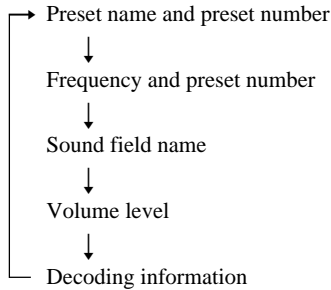 Preset name and preset number
Frequency and preset number
Sound field name
Volume level
Decoding information